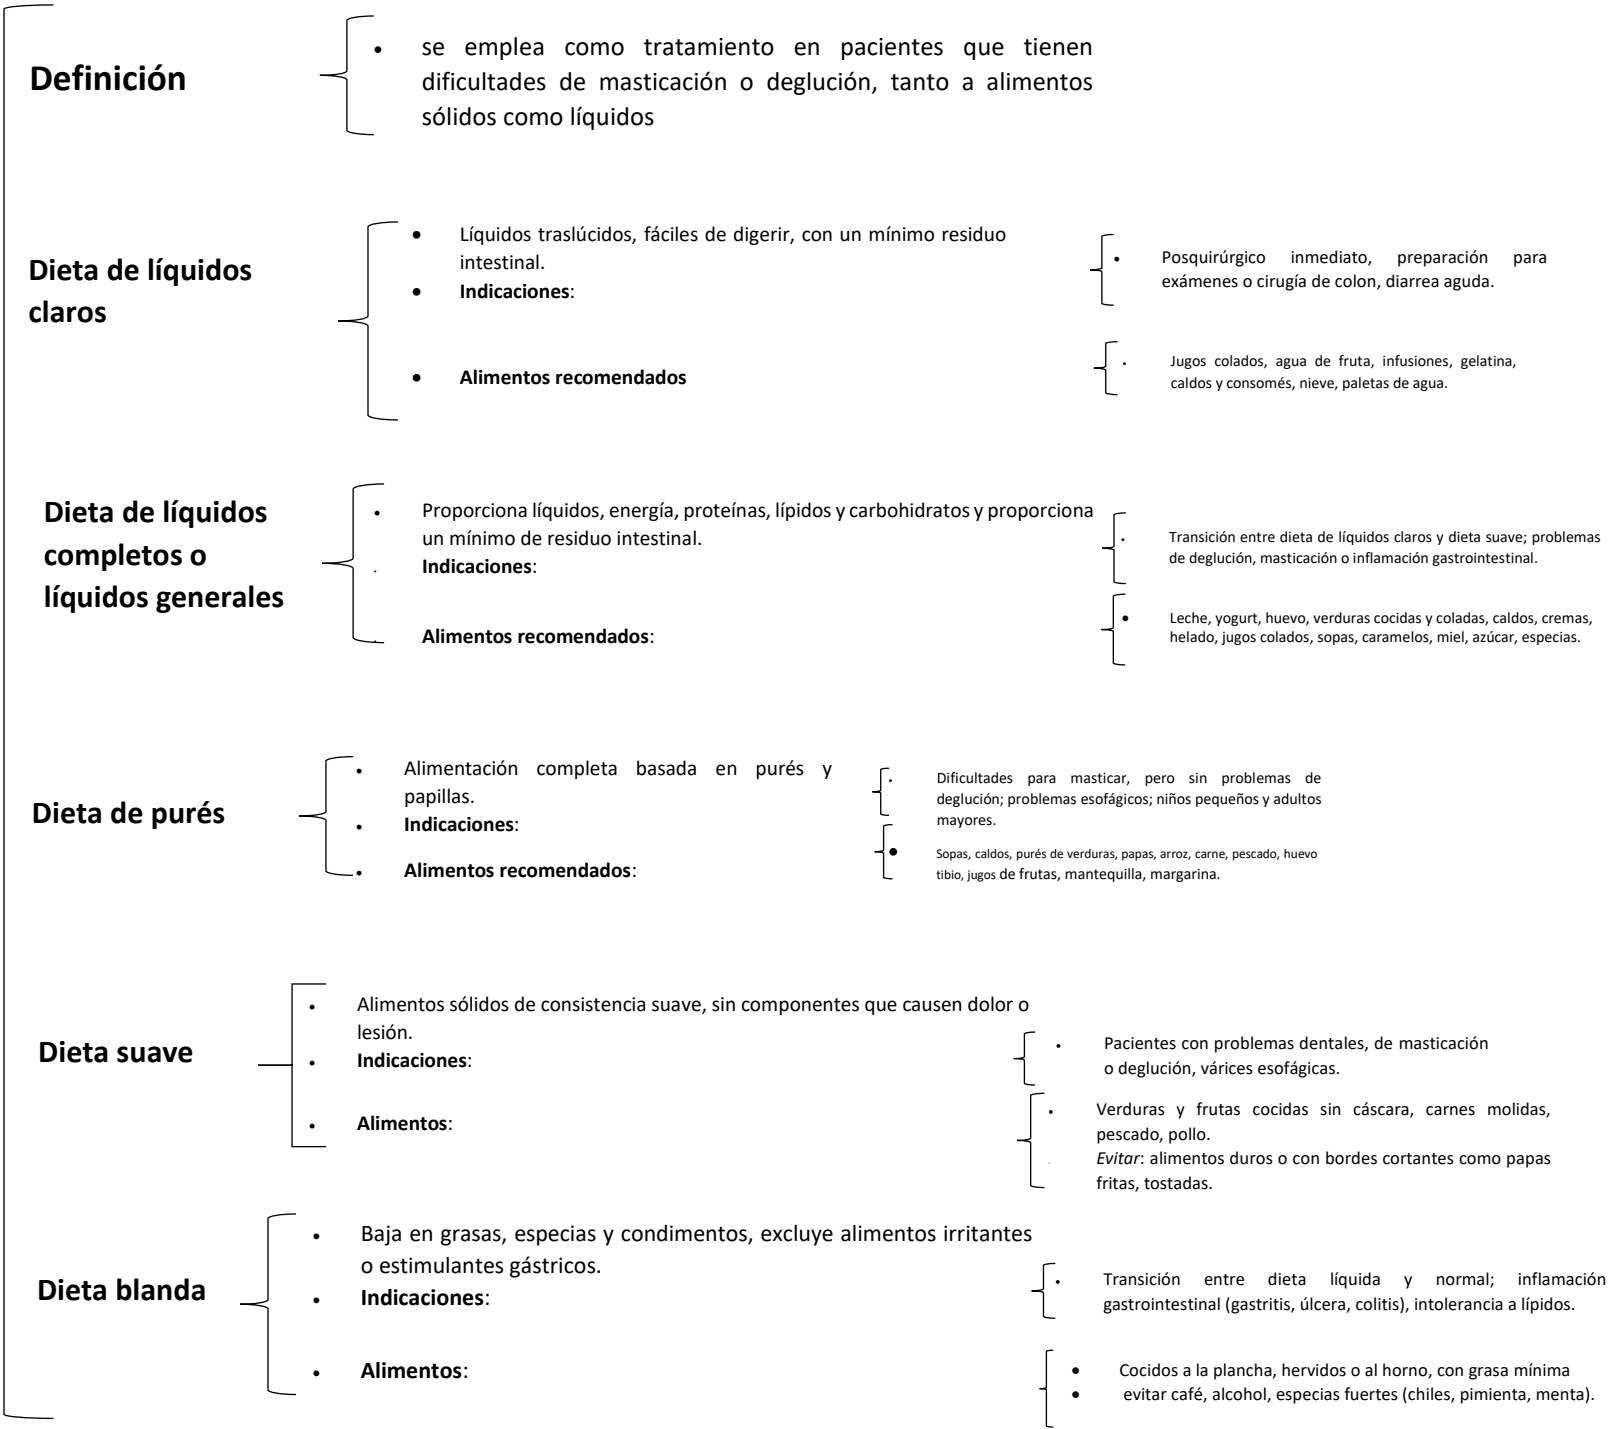 Definición
• se emplea como tratamiento en pacientes que tienen
dificultades de masticación o deglución, tanto a alimentos
sólidos como líquidos
Dieta de líquidos
claros
• Líquidos traslúcidos, fáciles de digerir, con un mínimo residuo
intestinal.
• Indicaciones:
• Posquirúrgico inmediato, preparación para
exámenes o cirugía de colon, diarrea aguda.
• Alimentos recomendados
• Jugos colados, agua de fruta, infusiones, gelatina,
caldos y consomés, nieve, paletas de agua.
Dieta de líquidos
completos o
líquidos generales
• Proporciona líquidos, energía, proteínas, lípidos y carbohidratos y proporciona
un mínimo de residuo intestinal.
• Indicaciones:
• Transición entre dieta de líquidos claros y dieta suave; problemas
de deglución, masticación o inflamación gastrointestinal.
• Alimentos recomendados:
• Leche, yogurt, huevo, verduras cocidas y coladas, caldos, cremas,
helado, jugos colados, sopas, caramelos, miel, azúcar, especias.
Dieta de purés
• Alimentación completa basada en purés y
papillas.
• Indicaciones:
• Dificultades para masticar, pero sin problemas de
deglución; problemas esofágicos; niños pequeños y adultos
mayores.
• Alimentos recomendados:
• Sopas, caldos, purés de verduras, papas, arroz, carne, pescado, huevo
tibio, jugos de frutas, mantequilla, margarina.
Dieta suave
• Alimentos sólidos de consistencia suave, sin componentes que causen dolor o
lesión.
• Indicaciones:
• Pacientes con problemas dentales, de masticación
o deglución, várices esofágicas.
• Alimentos:
• Verduras y frutas cocidas sin cáscara, carnes molidas,
pescado, pollo.
• Evitar: alimentos duros o con bordes cortantes como papas
fritas, tostadas.
Dieta blanda
• Baja en grasas, especias y condimentos, excluye alimentos irritantes
o estimulantes gástricos.
• Indicaciones:
• Transición entre dieta líquida y normal; inflamación
gastrointestinal (gastritis, úlcera, colitis), intolerancia a lípidos.
• Alimentos:
• Cocidos a la plancha, hervidos o al horno, con grasa mínima
• evitar café, alcohol, especias fuertes (chiles, pimienta, menta).